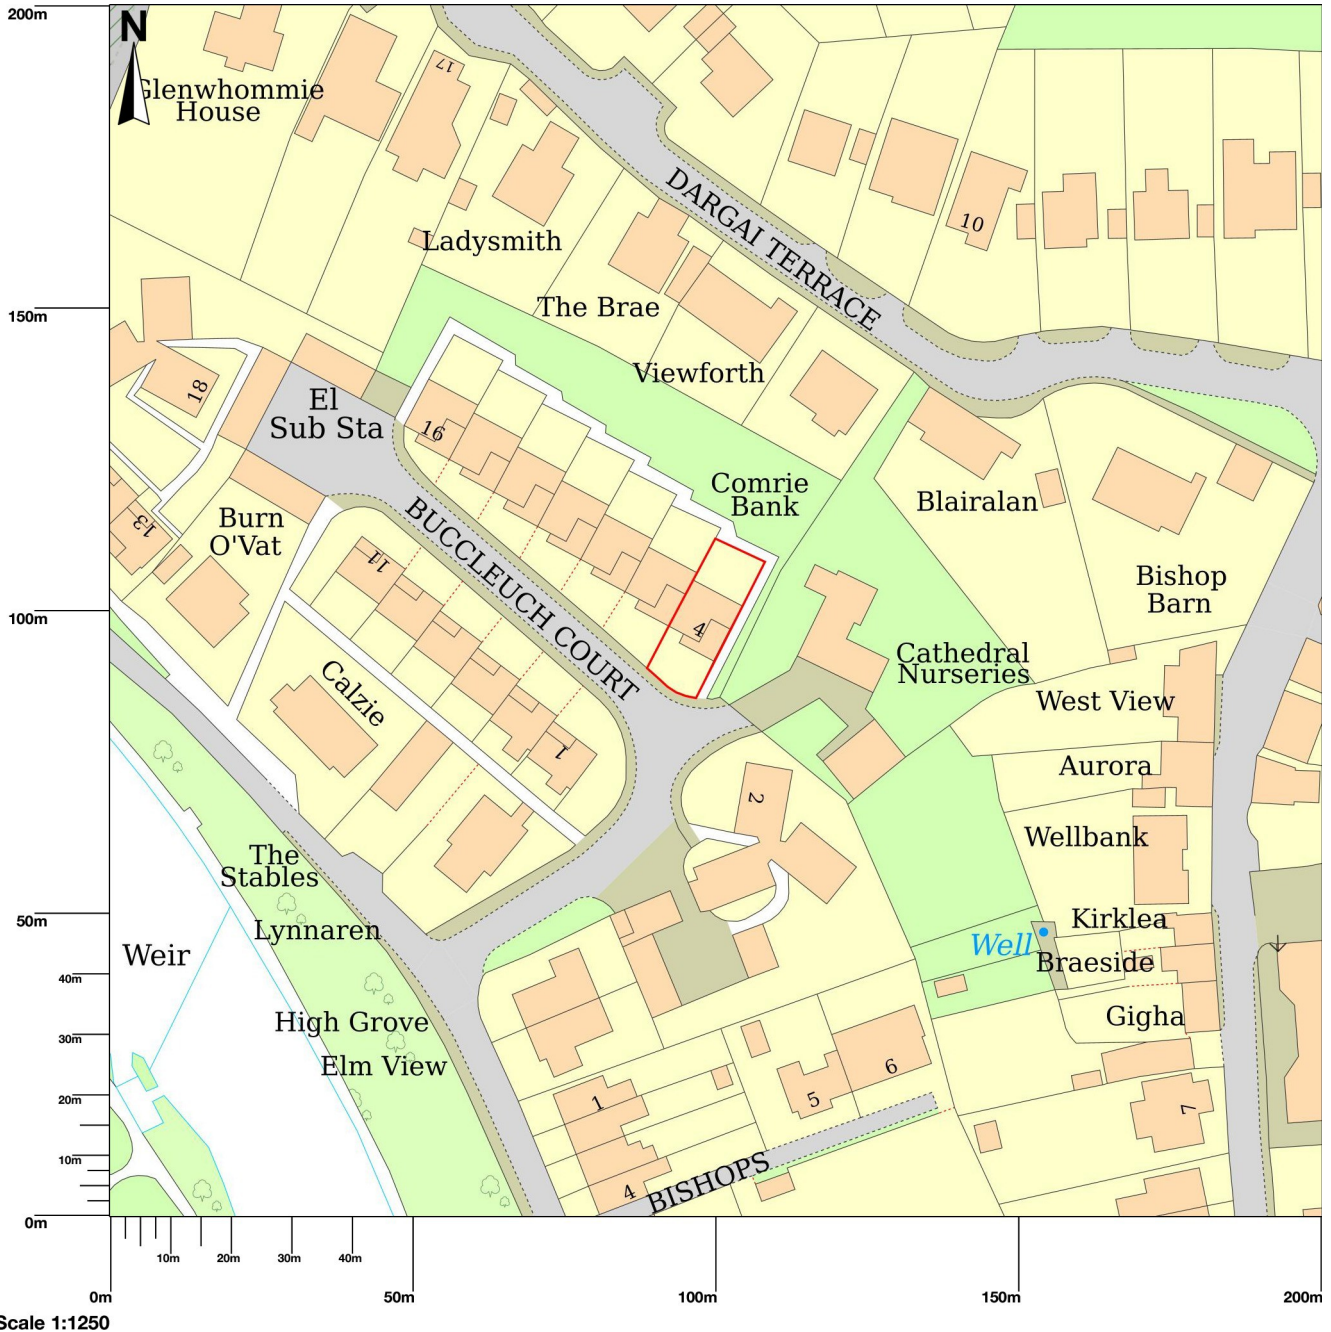 200m
N
17
Glenwhommie
House
DARGAI TERRACE
10
Ladysmith
The Brae
150m
Viewforth
18
El
Sub Sta
16
Comrie
Bank
Blairalan
13
Burn
O'Vat
BUCCLEUCH COURT
11
Bishop
Barn
100m
4
Cathedral
Nurseries
Calzie
West View
1
Aurora
2
Wellbank
The
Stables
50m
Kirklea
Lynnaren
Well
Weir
Braeside
40m
High Grove
Gigha
30m
Elm View
6
20m
1
5
7
10m
BISHOPS
4
0m
10m
20m
30m
40m
0m
50m
100m
150m
200m
Scale 1:1250